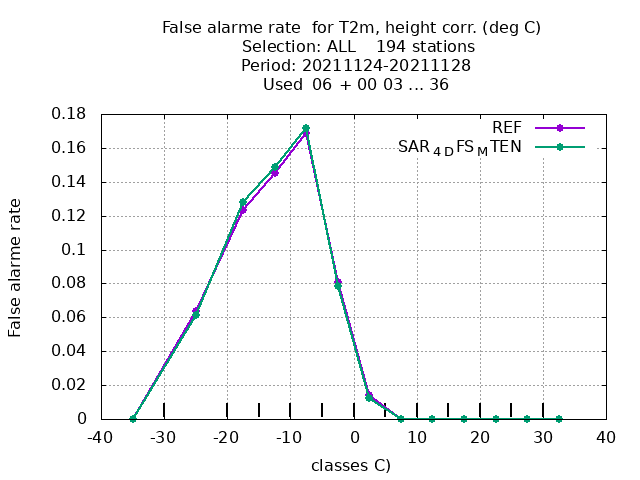 False alarme rate  for T2m, height corr. (deg C)
Selection: ALL    194 stations
Period: 20211124-20211128
Used  06 + 00 03 ... 36
REF
SAR4DFSMTEN
False alarme rate
0.18
0.16
0.14
0.12
0.1
0.08
0.06
0.04
0.02
0
-40 -30 -20 -10 0 10 20 30 40
classes C)